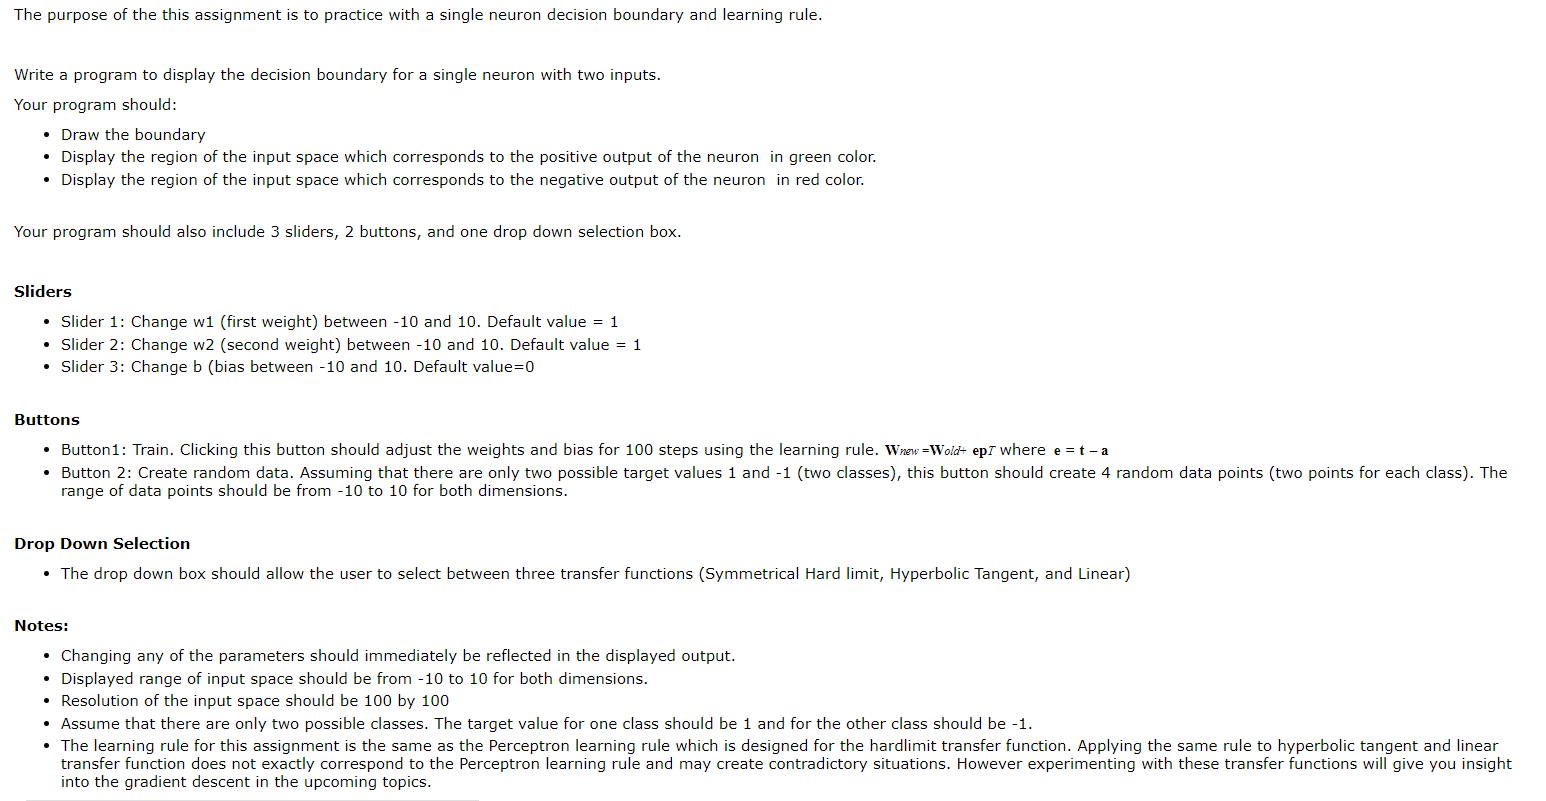 The purpose of the this assignment is to practice with a single neuron decision boundary and learning rule.
Write a program to display the decision boundary for a single neuron with two inputs.
Your program should:
• Draw the boundary
• Display the region of the input space which corresponds to the positive output of the neuron  in green color.
• Display the region of the input space which corresponds to the negative output of the neuron  in red color.
Your program should also include 3 sliders, 2 buttons, and one drop down selection box.
Sliders
• Slider 1: Change w1 (first weight) between -10 and 10. Default value = 1
• Slider 2: Change w2 (second weight) between -10 and 10. Default value = 1
• Slider 3: Change b (bias between -10 and 10. Default value=0
Buttons
• Button1: Train. Clicking this button should adjust the weights and bias for 100 steps using the learning rule. Wnew =Wold+ epT where e = t – a
• Button 2: Create random data. Assuming that there are only two possible target values 1 and -1 (two classes), this button should create 4 random data points (two points for each class). The
range of data points should be from -10 to 10 for both dimensions.
Drop Down Selection
• The drop down box should allow the user to select between three transfer functions (Symmetrical Hard limit, Hyperbolic Tangent, and Linear)
Notes:
• Changing any of the parameters should immediately be reflected in the displayed output.
• Displayed range of input space should be from -10 to 10 for both dimensions.
• Resolution of the input space should be 100 by 100
• Assume that there are only two possible classes. The target value for one class should be 1 and for the other class should be -1.
• The learning rule for this assignment is the same as the Perceptron learning rule which is designed for the hardlimit transfer function. Applying the same rule to hyperbolic tangent and linear
transfer function does not exactly correspond to the Perceptron learning rule and may create contradictory situations. However experimenting with these transfer functions will give you insight
into the gradient descent in the upcoming topics.